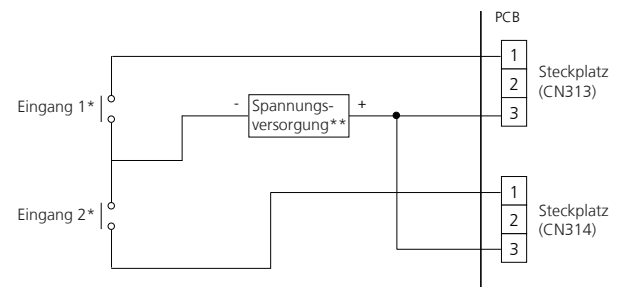 PCB
1
2
3
Steckplatz
(CN313)
Eingang 1*
- Spannungs- +
versorgung**
Eingang 2*
1
2
3
Steckplatz
(CN314)